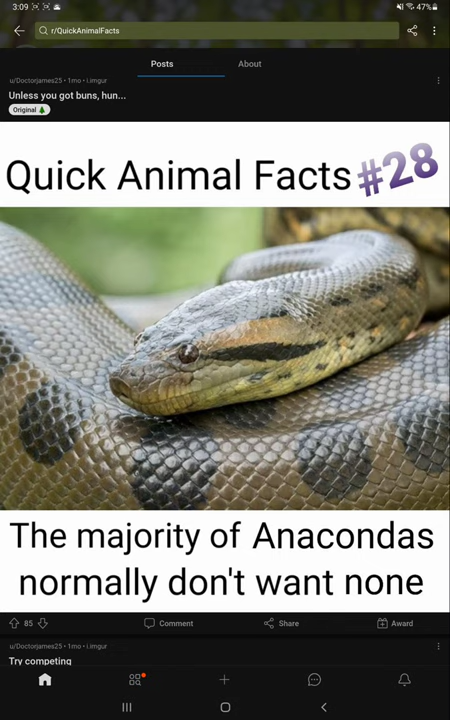 3:09
47%
r/QuickAnimalFacts
Posts
About
u/Doctorjames25 • 1mo • i.imgur
Unless you got buns, hun...
Original
Quick Animal Facts #28
The majority of Anacondas
normally don't want none
85
Comment
Share
Award
u/Doctorjames25 • 1mo • i.imgur
Try competing